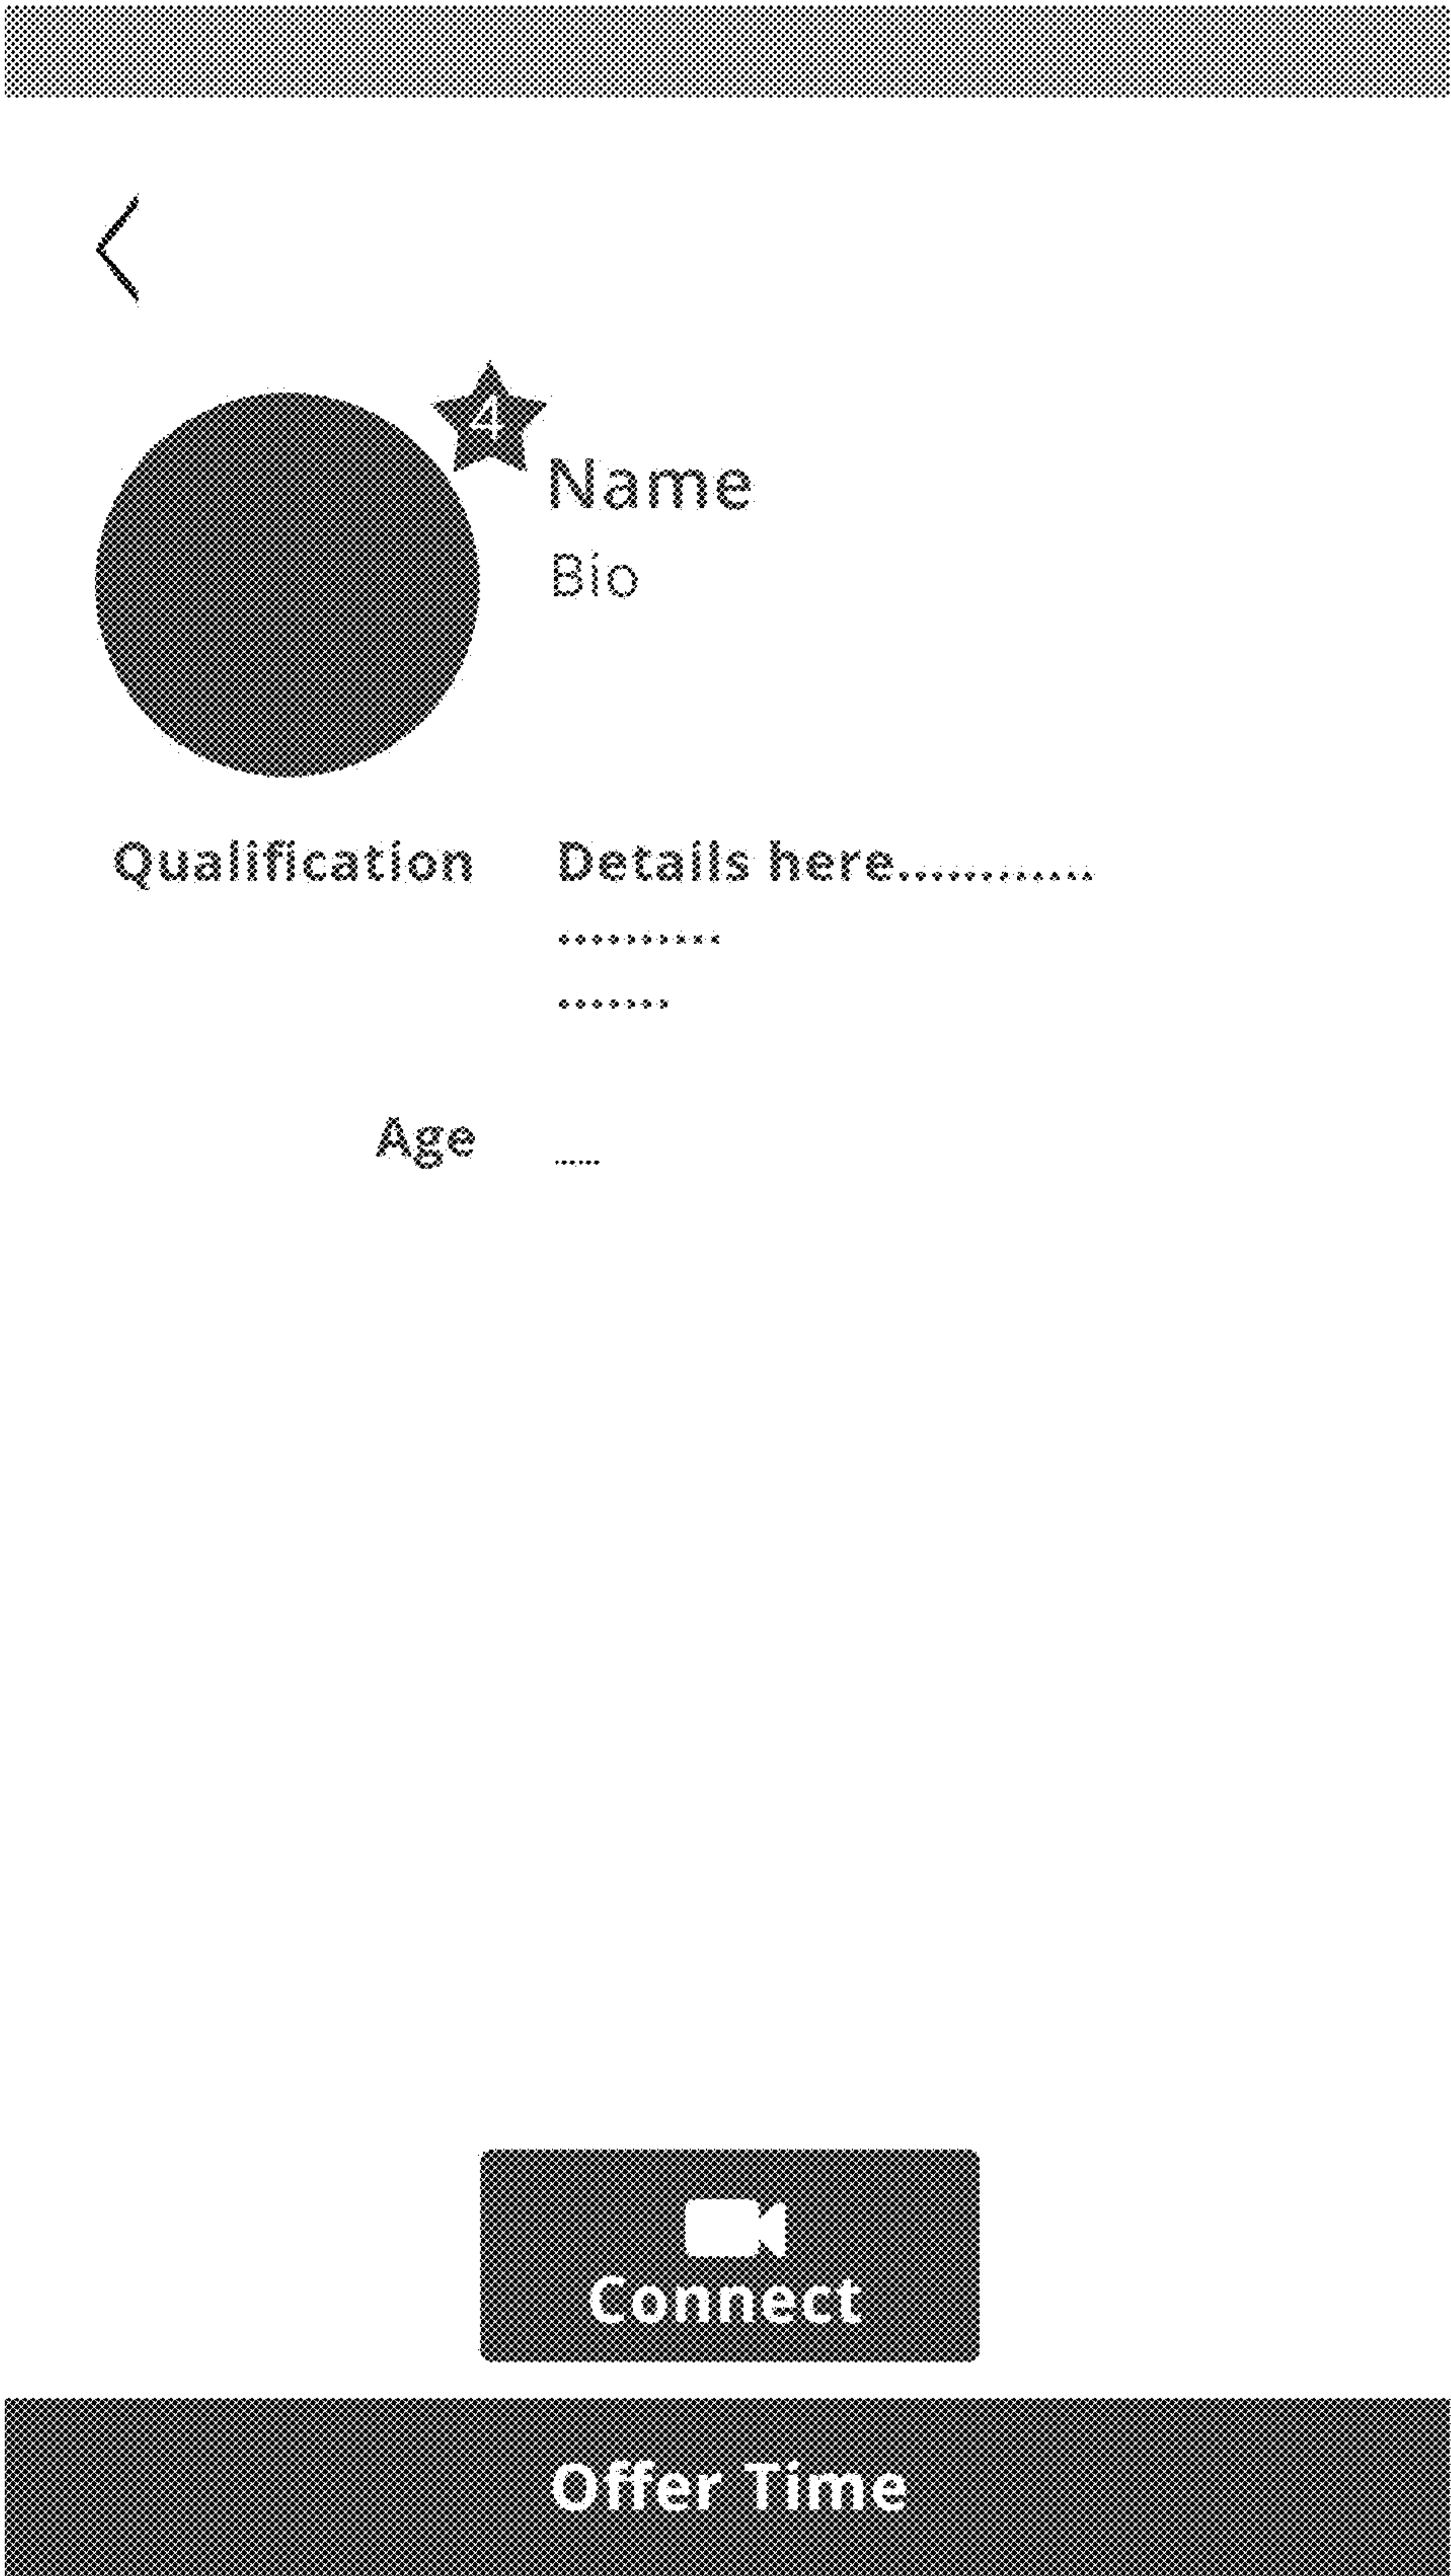 4
Name
Bio
Qualification Details here............
..........
.......
Age ......
Connect
Offer Time